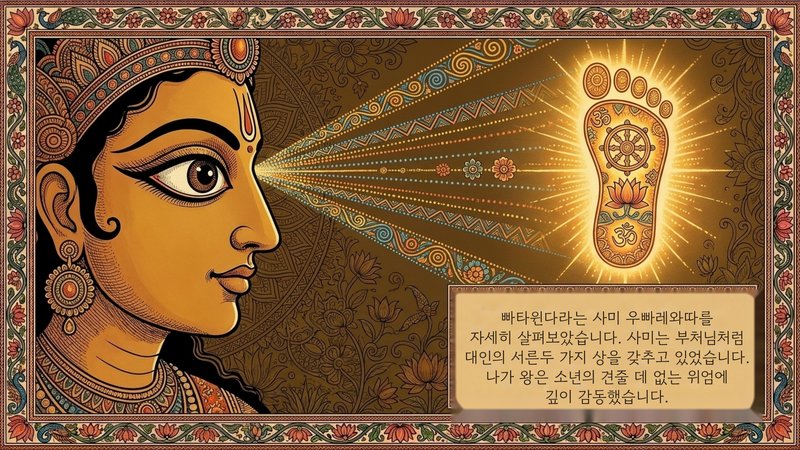 빠타윈다라는 사미 우빠레와따를
자세히 살펴보았습니다. 사미는 부처님처럼
대인의 서른두 가지 상을 갖추고 있었습니다.
나가 왕은 소년의 견줄 데 없는 위엄에
깊이 감동했습니다.
ॐ
ॐ